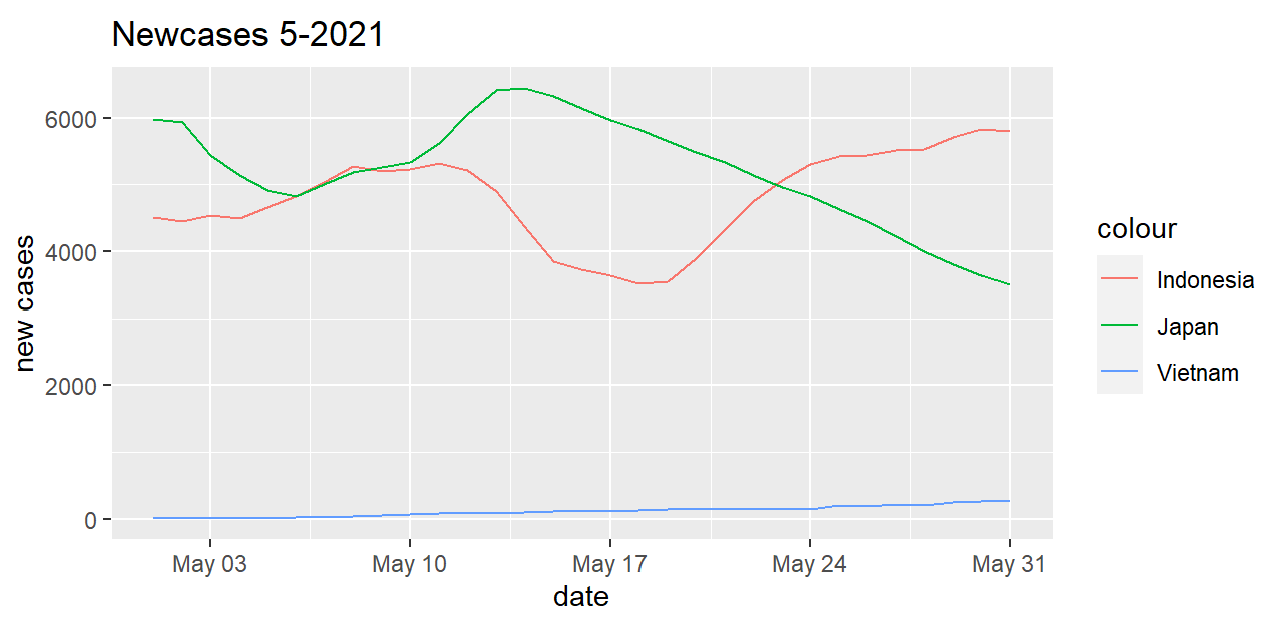 Newcases 5-2021
6000
4000
2000
0
new cases
May 03
May 10
May 17
May 24
May 31
date
colour
Indonesia
Japan
Vietnam